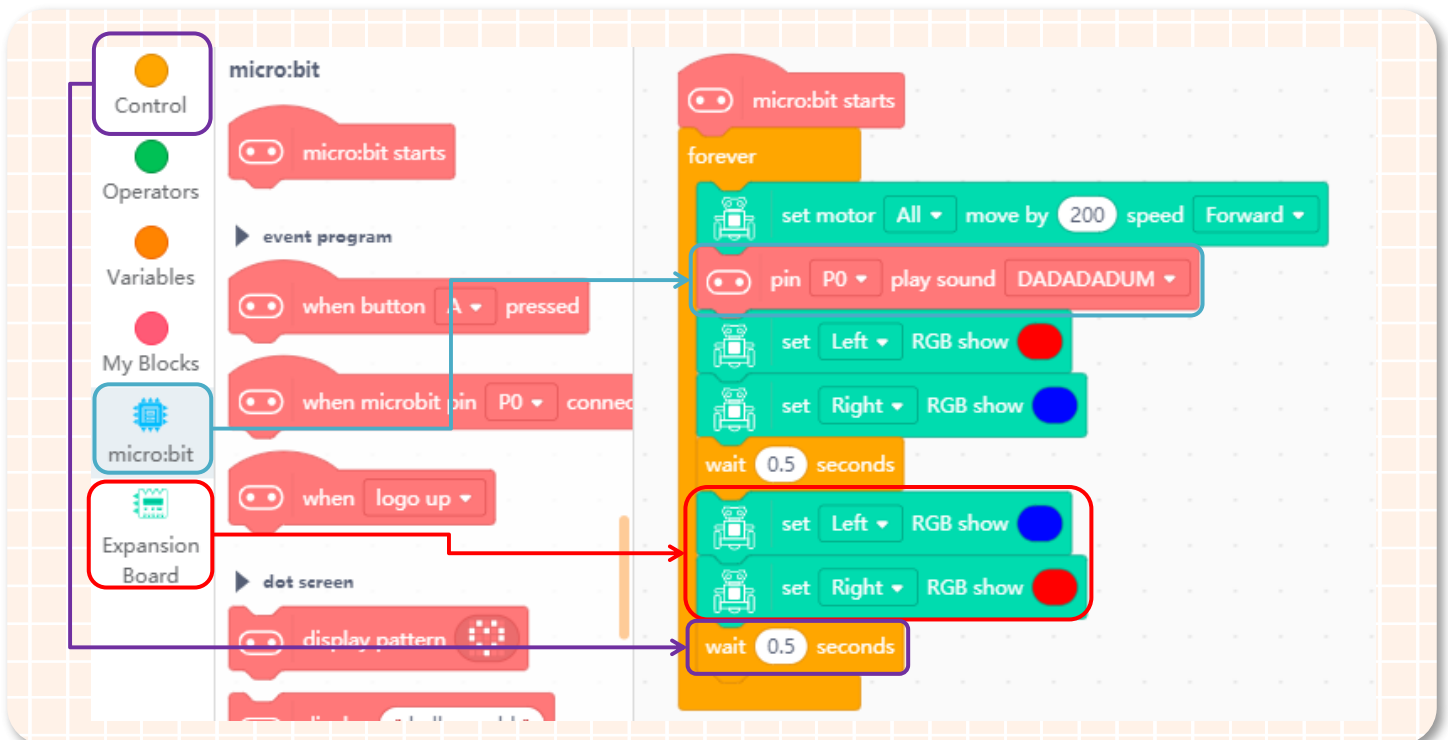 Control
Operators
Variables
My Blocks
micro:bit
Expansion
Board
micro:bit
micro:bit starts
event program
when button A pressed
when microbit pin P0 connec
when logo up
dot screen
display pattern
micro:bit starts
forever
set motor All move by 200 speed Forward
pin P0 play sound DADADADUM
set Left RGB show
set Right RGB show
wait 0.5 seconds
set Left RGB show
set Right RGB show
wait 0.5 seconds